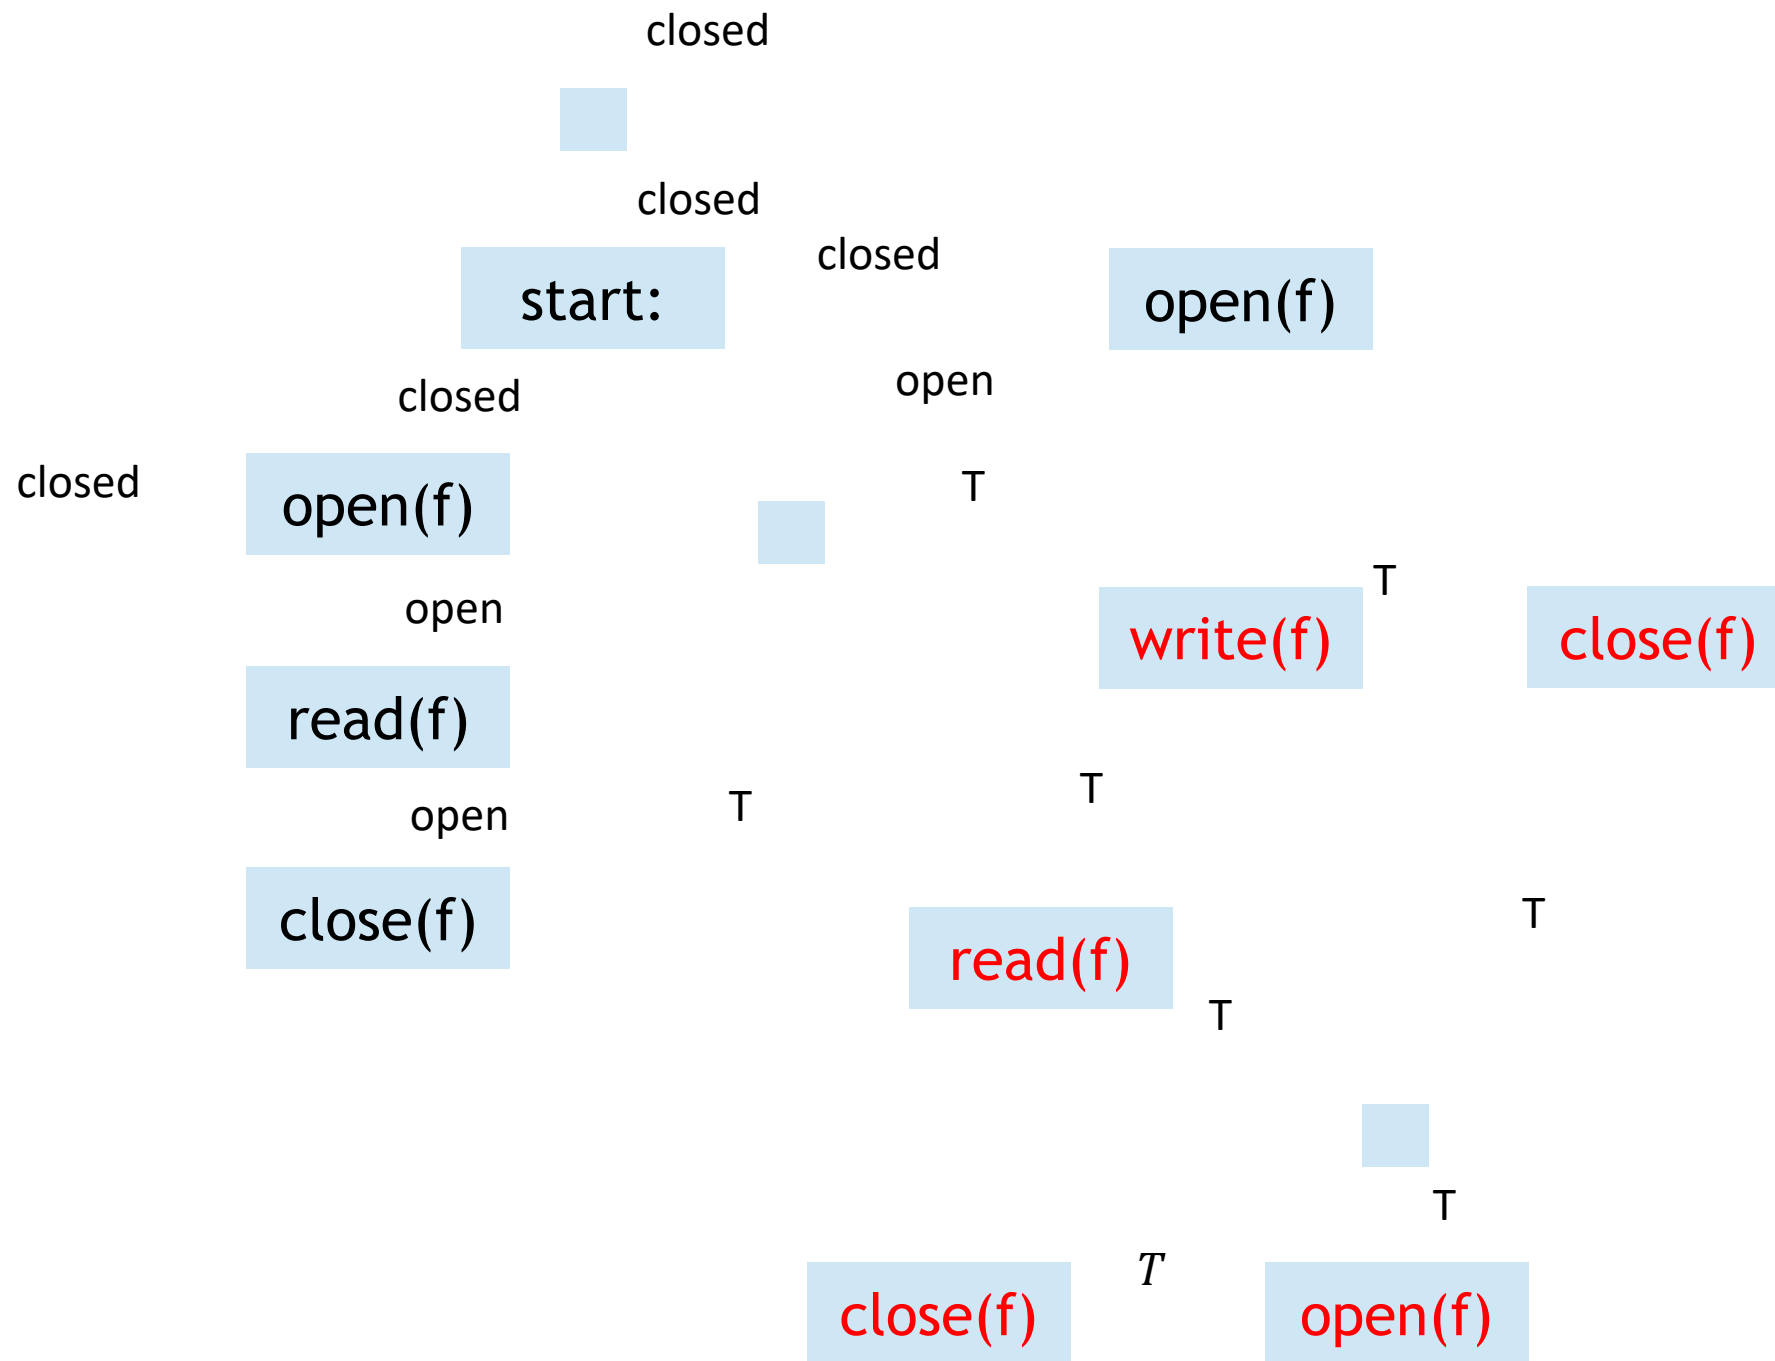 closed
closed
closed
start:
open(f)
closed
open
closed
open(f)
T
T
open
write(f)
close(f)
read(f)
T
T
open
close(f)
T
read(f)
T
T
T
close(f)
open(f)